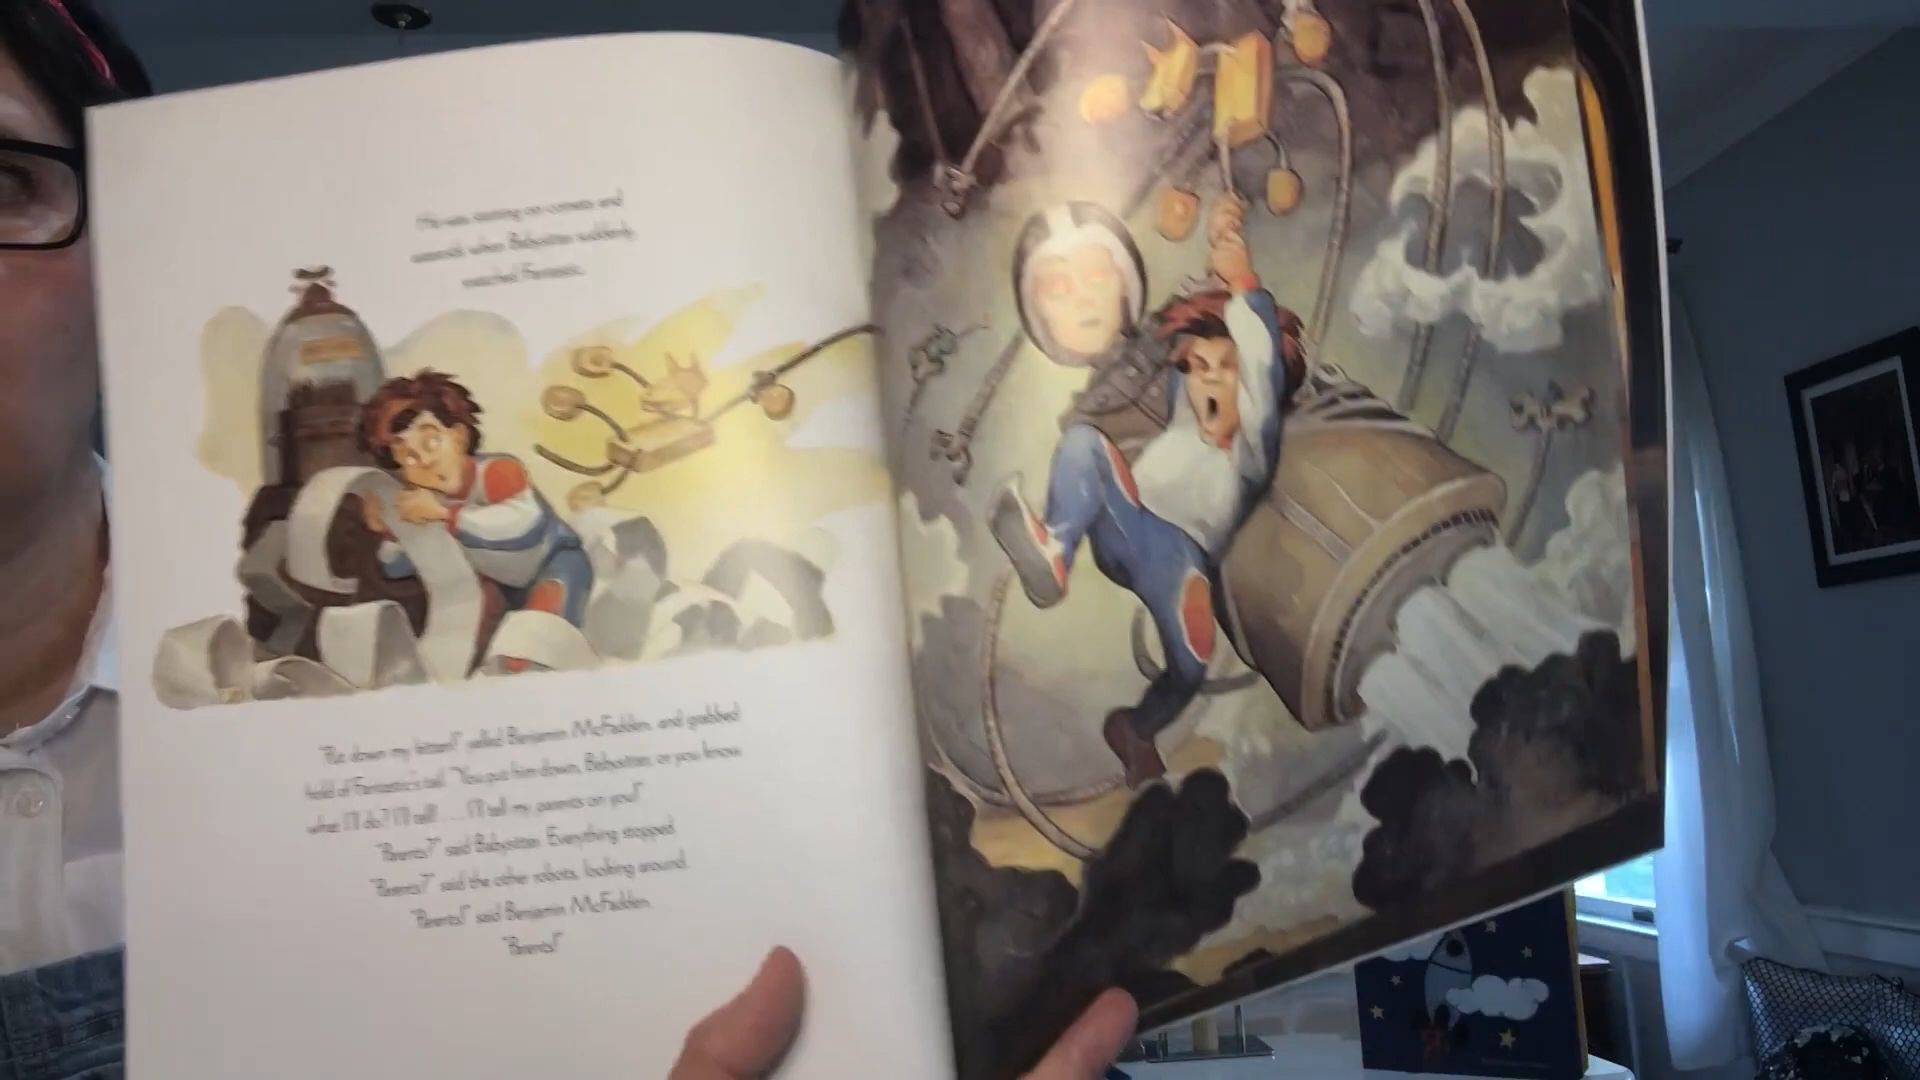 He was starting on comets and
asteroids when Babysitter suddenly
snatched Fantastic.
"Put down my kitten!" yelled Benjamin McFadden, and grabbed
hold of Fantastic's tail. "You put him down, Babysitter, or you know
what I'll do? I'll tell! . . . I'll tell my parents on you!"
"Parents?" said Babysitter. Everything stopped.
"Parents?" said the other robots, looking around.
"Parents!" said Benjamin McFadden.
"Parents!"